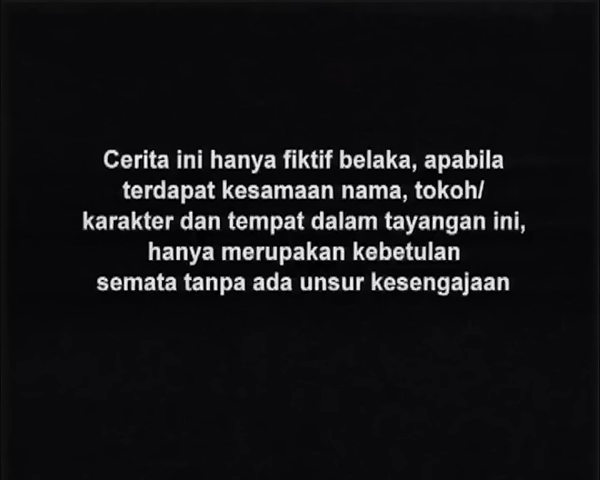 Cerita ini hanya fiktif belaka, apabila
terdapat kesamaan nama, tokoh/
karakter dan tempat dalam tayangan ini,
hanya merupakan kebetulan
semata tanpa ada unsur kesengajaan